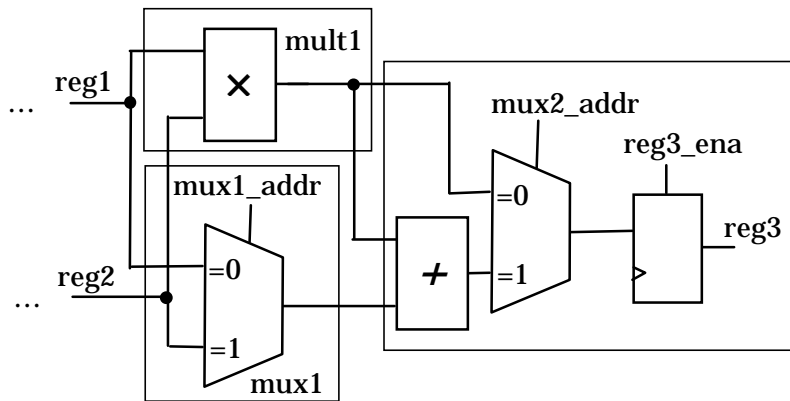 mult1
reg1
...
×
mux2_addr
reg3_ena
mux1_addr
=0
reg3
reg2
=0
+
=1
...
=1
mux1